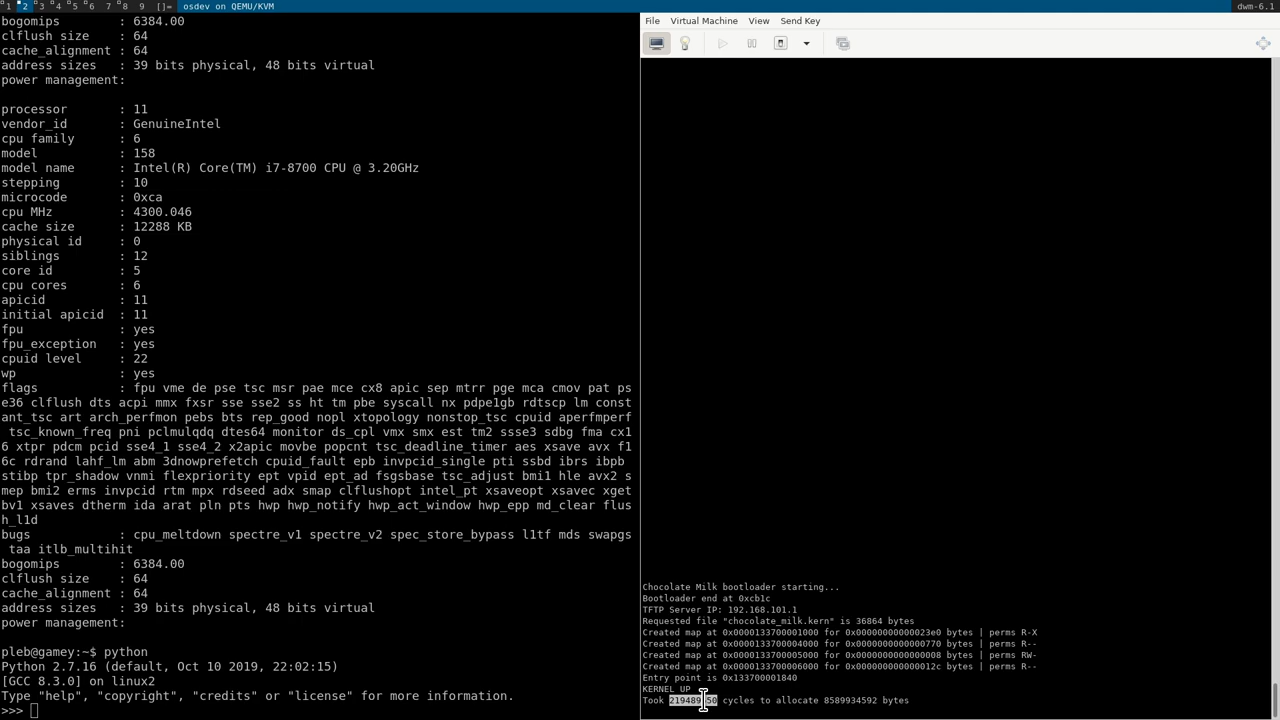 1 2 3 4 5 6 7 8 9 []= osdev on QEMU/KVM dwm-6.1
bogomips : 6384.00
clflush size : 64
cache_alignment : 64
address sizes : 39 bits physical, 48 bits virtual
power management:
processor : 11
vendor_id : GenuineIntel
cpu family : 6
model : 158
model name : Intel(R) Core(TM) i7-8700 CPU @ 3.20GHz
stepping : 10
microcode : 0xca
cpu MHz : 4300.046
cache size : 12288 KB
physical id : 0
siblings : 12
core id : 5
cpu cores : 6
apicid : 11
initial apicid : 11
fpu : yes
fpu_exception : yes
cpuid level : 22
wp : yes
flags : fpu vme de pse tsc msr pae mce cx8 apic sep mtrr pge mca cmov pat ps
e36 clflush dts acpi mmx fxsr sse sse2 ss ht tm pbe syscall nx pdpe1gb rdtscp lm const
ant_tsc art arch_perfmon pebs bts rep_good nopl xtopology nonstop_tsc cpuid aperfmperf
tsc_known_freq pni pclmulqdq dtes64 monitor ds_cpl vmx smx est tm2 ssse3 sdbg fma cx1
6 xtpr pdcm pcid sse4_1 sse4_2 x2apic movbe popcnt tsc_deadline_timer aes xsave avx f1
6c rdrand lahf_lm abm 3dnowprefetch cpuid_fault epb invpcid_single pti ssbd ibrs ibpb
stibp tpr_shadow vnmi flexpriority ept vpid ept_ad fsgsbase tsc_adjust bmi1 hle avx2 s
mep bmi2 erms invpcid rtm mpx rdseed adx smap clflushopt intel_pt xsaveopt xsavec xget
bv1 xsaves dtherm ida arat pln pts hwp hwp_notify hwp_act_window hwp_epp md_clear flus
h_l1d
bugs : cpu_meltdown spectre_v1 spectre_v2 spec_store_bypass l1tf mds swapgs
taa itlb_multihit
bogomips : 6384.00
clflush size : 64
cache_alignment : 64
address sizes : 39 bits physical, 48 bits virtual
power management:
pleb@gamey:~$ python
Python 2.7.16 (default, Oct 10 2019, 22:02:15)
[GCC 8.3.0] on linux2
Type "help", "copyright", "credits" or "license" for more information.
>>>
File Virtual Machine View Send Key
Chocolate Milk bootloader starting...
Bootloader end at 0xcb1c
TFTP Server IP: 192.168.101.1
Requested file "chocolate_milk.kern" is 36864 bytes
Created map at 0x0000133700001000 for 0x00000000000023e0 bytes | perms R-X
Created map at 0x0000133700004000 for 0x0000000000000770 bytes | perms R--
Created map at 0x0000133700005000 for 0x0000000000000008 bytes | perms RW-
Created map at 0x0000133700006000 for 0x000000000000012c bytes | perms R--
Entry point is 0x133700001840
KERNEL UP
Took cycles to allocate 8589934592 bytes